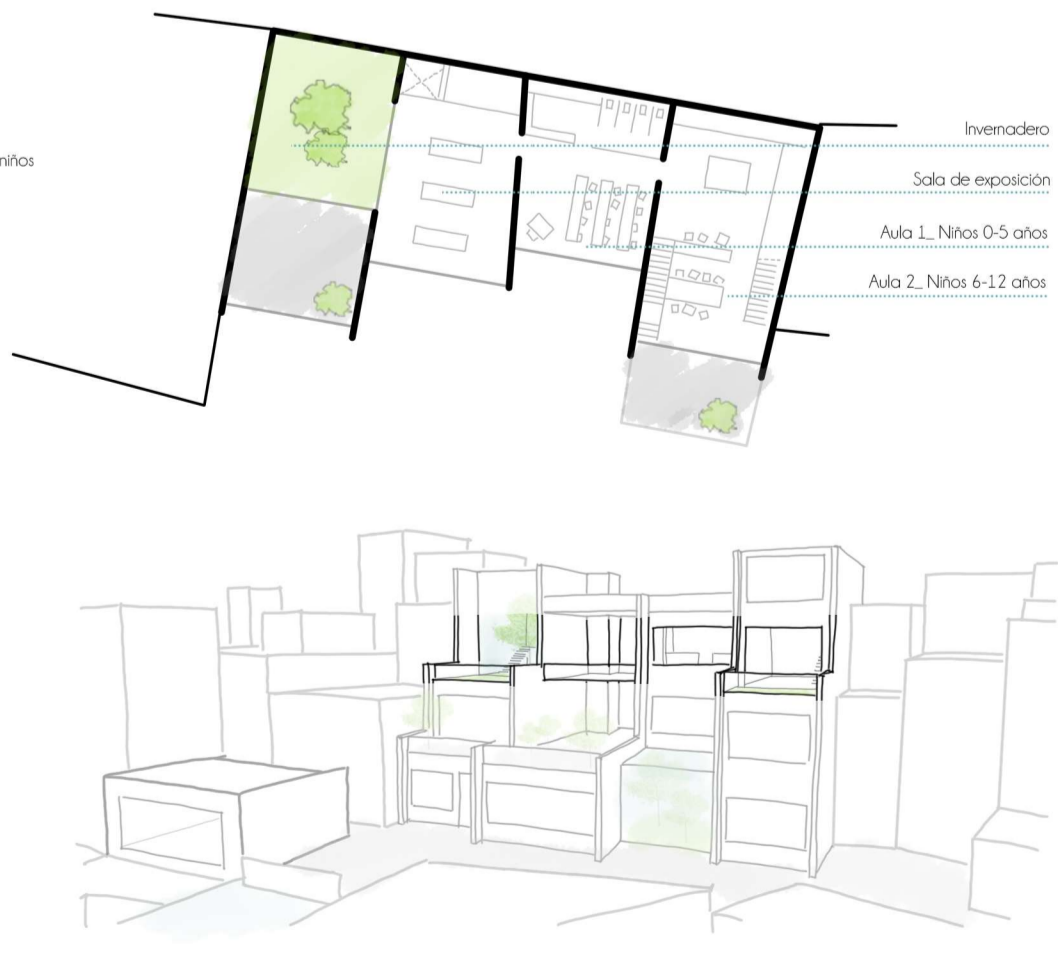 niños
Invernadero
Sala de exposición
Aula 1_ Niños 0-5 años
Aula 2_ Niños 6-12 años